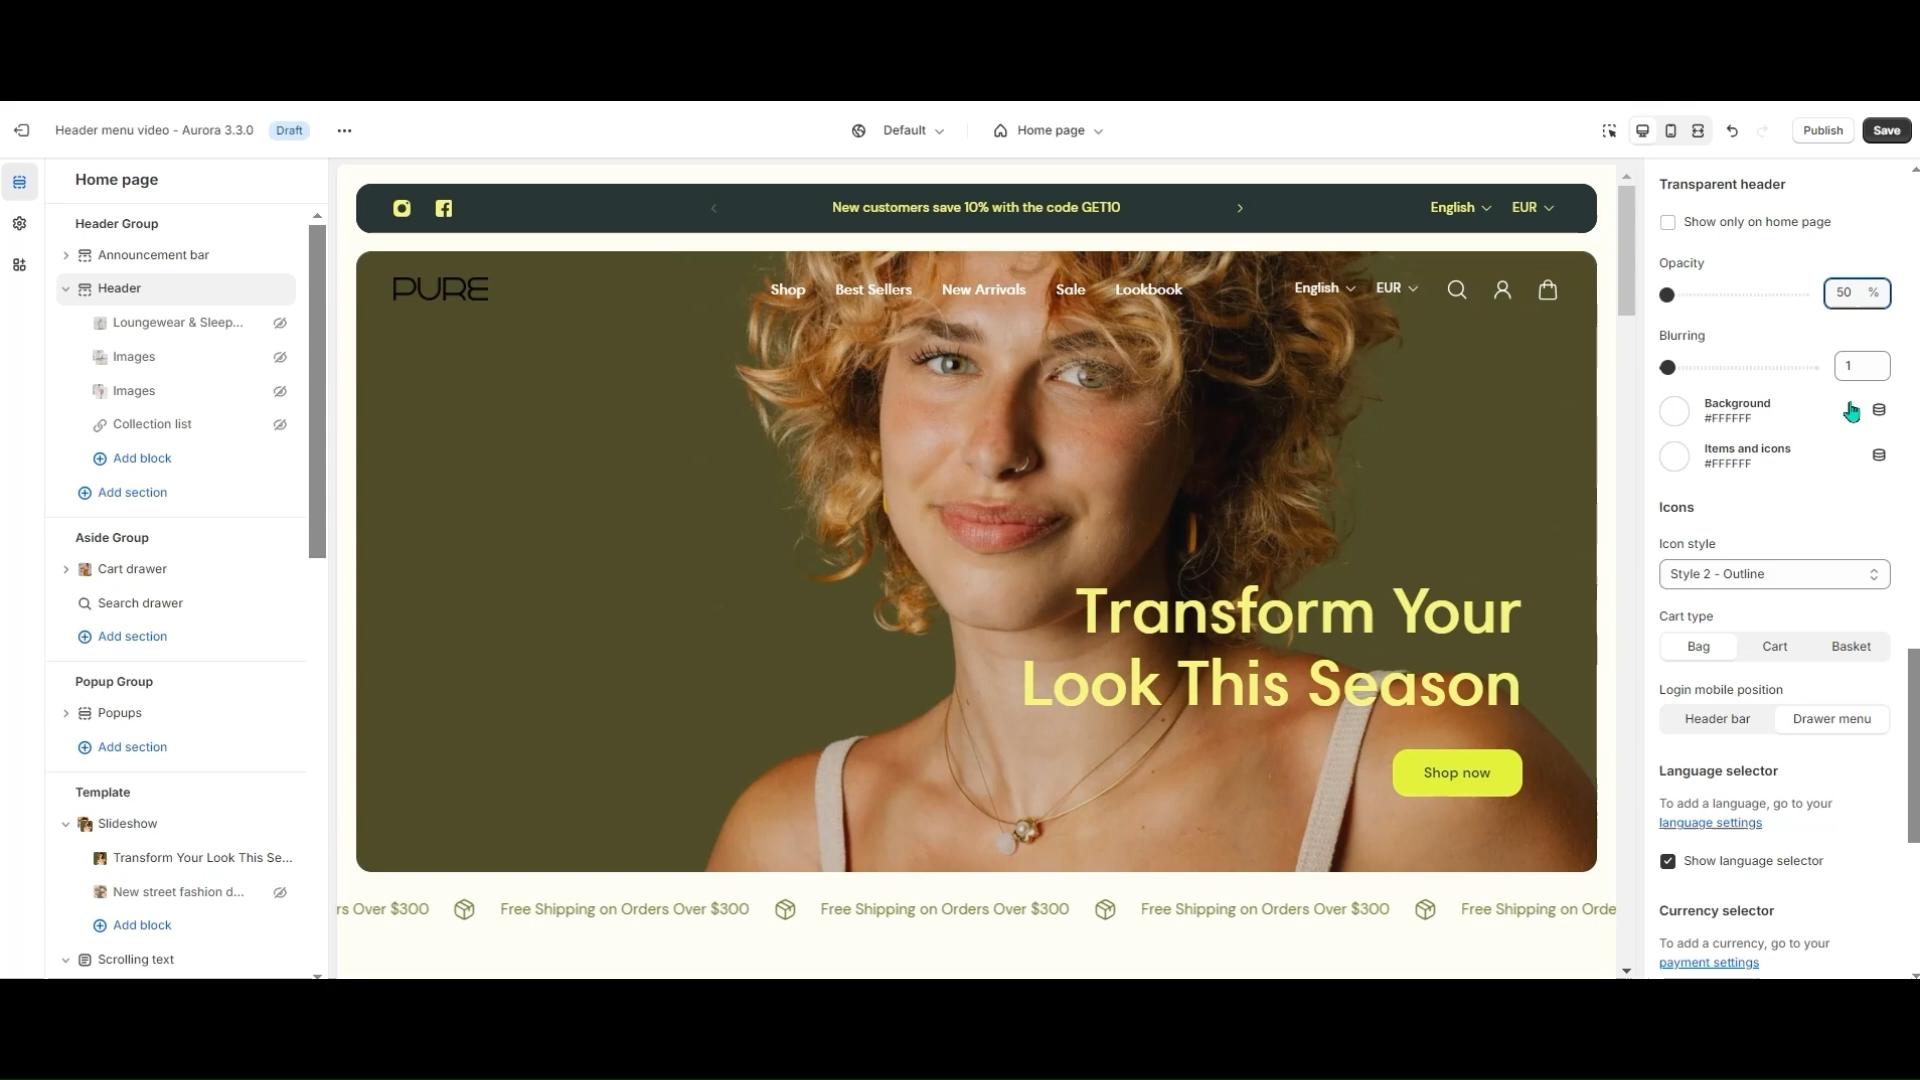 Header menu video - Aurora 3.3.0
Draft
Default
Home page
Publish
Save
Home page
Header Group
Announcement bar
Header
Loungewear & Sleep...
Images
Images
Collection list
Add block
Add section
Aside Group
Cart drawer
Search drawer
Add section
Popup Group
Popups
Add section
Template
Slideshow
Transform Your Look This Se...
New street fashion d...
Add block
Scrolling text
New customers save 10% with the code GET10
English
EUR
PURE
Shop
Best Sellers
New Arrivals
Sale
Lookbook
English
EUR
Transform Your
Look This Season
Shop now
rs Over $300
Free Shipping on Orders Over $300
Free Shipping on Orders Over $300
Free Shipping on Orders Over $300
Free Shipping on Orde
Transparent header
Show only on home page
Opacity
50 %
Blurring
1
Background
#FFFFFF
Items and icons
#FFFFFF
Icons
Icon style
Style 2 - Outline
Cart type
Bag
Cart
Basket
Login mobile position
Header bar
Drawer menu
Language selector
To add a language, go to your
language settings
Show language selector
Currency selector
To add a currency, go to your
payment settings